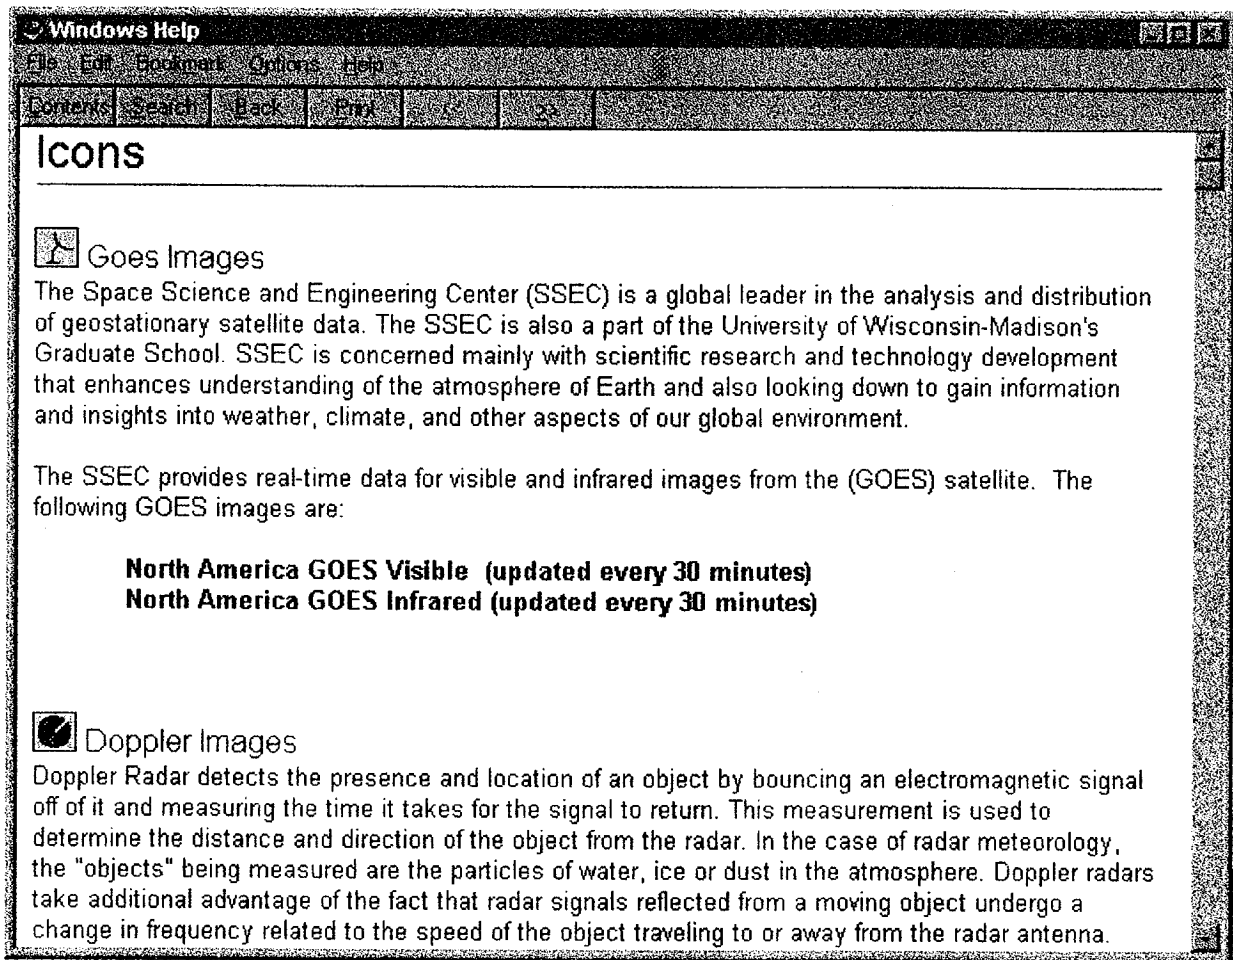 Windows Help
File Edit Bookmark Options Help
Contents Search Back Print << >>
Icons
Goes Images
The Space Science and Engineering Center (SSEC) is a global leader in the analysis and distribution
of geostationary satellite data. The SSEC is also a part of the University of Wisconsin-Madison's
Graduate School. SSEC is concerned mainly with scientific research and technology development
that enhances understanding of the atmosphere of Earth and also looking down to gain information
and insights into weather, climate, and other aspects of our global environment.
The SSEC provides real-time data for visible and infrared images from the (GOES) satellite. The
following GOES images are:
North America GOES Visible (updated every 30 minutes)
North America GOES Infrared (updated every 30 minutes)
Doppler Images
Doppler Radar detects the presence and location of an object by bouncing an electromagnetic signal
off of it and measuring the time it takes for the signal to return. This measurement is used to
determine the distance and direction of the object from the radar. In the case of radar meteorology,
the "objects" being measured are the particles of water, ice or dust in the atmosphere. Doppler radars
take additional advantage of the fact that radar signals reflected from a moving object undergo a
change in frequency related to the speed of the object traveling to or away from the radar antenna.